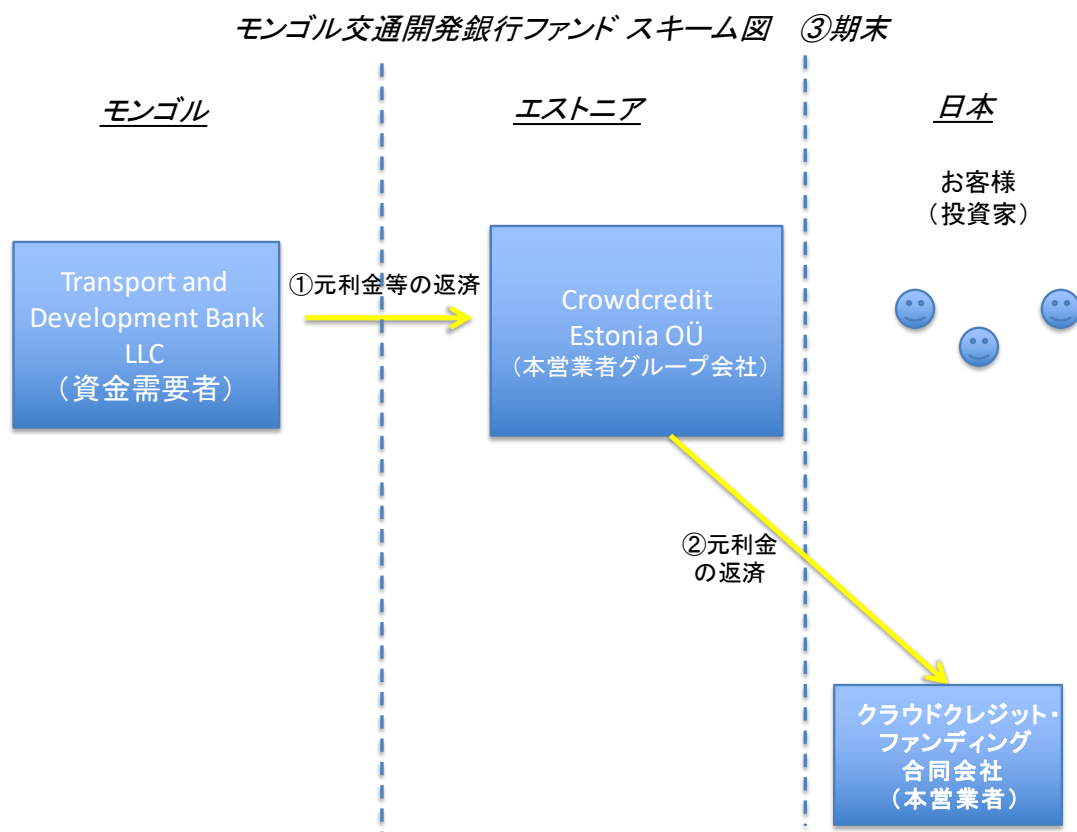 モンゴル交通開発銀行ファンド スキーム図　③期末
モンゴル
エストニア
日本
お客様
（投資家）
Transport and
Development Bank
LLC
（資金需要者）
①元利金等の返済
Crowdcredit
Estonia OÜ
（本営業者グループ会社）
②元利金
の返済
クラウドクレジット・
ファンディング
合同会社
（本営業者）